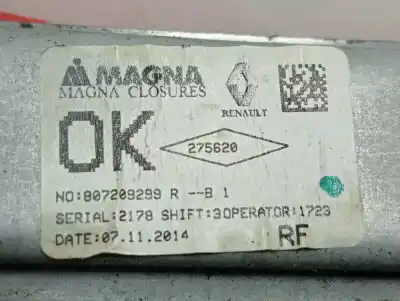 MAGNA
MAGNA CLOSURES
RENAULT
OK
275620
NO:807209299 R --B 1
SERIAL:2178 SHIFT:3OPERATOR:1723
DATE:07.11.2014
RF